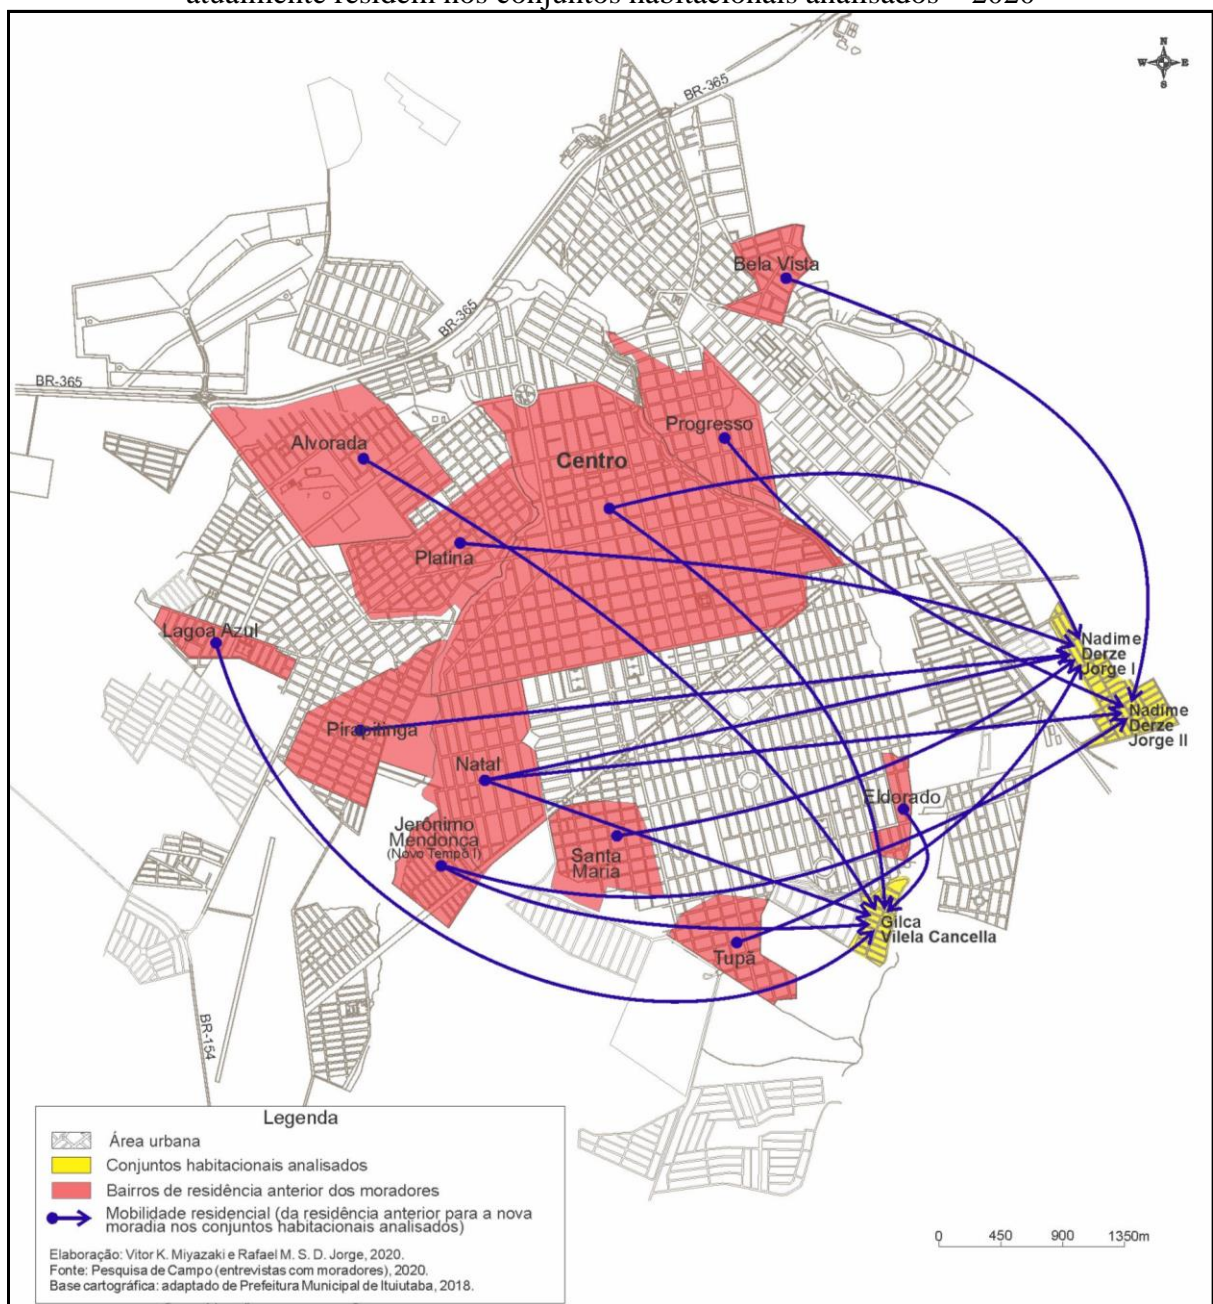 atualmente residem nos conjuntos habitacionais analisados – 2020
N
W
E
S
BR-365
Bela Vista
BR-365
BR-365
Progresso
Alvorada
Centro
Platina
Lagoa Azul
Nadime
Derze
Jorge I
Nadime
Derze
Jorge II
Pirapitinga
Natal
Eldorado
Jerônimo
Mendonça
(Novo Tempo I)
Santa
Maria
Gilca
Vilela Cancella
Tupã
BR-154
Legenda
Área urbana
Conjuntos habitacionais analisados
Bairros de residência anterior dos moradores
Mobilidade residencial (da residência anterior para a nova
moradia nos conjuntos habitacionais analisados)
Elaboração: Vitor K. Miyazaki e Rafael M. S. D. Jorge, 2020.
Fonte: Pesquisa de Campo (entrevistas com moradores), 2020.
Base cartográfica: adaptado de Prefeitura Municipal de Ituiutaba, 2018.
0 450 900 1350m